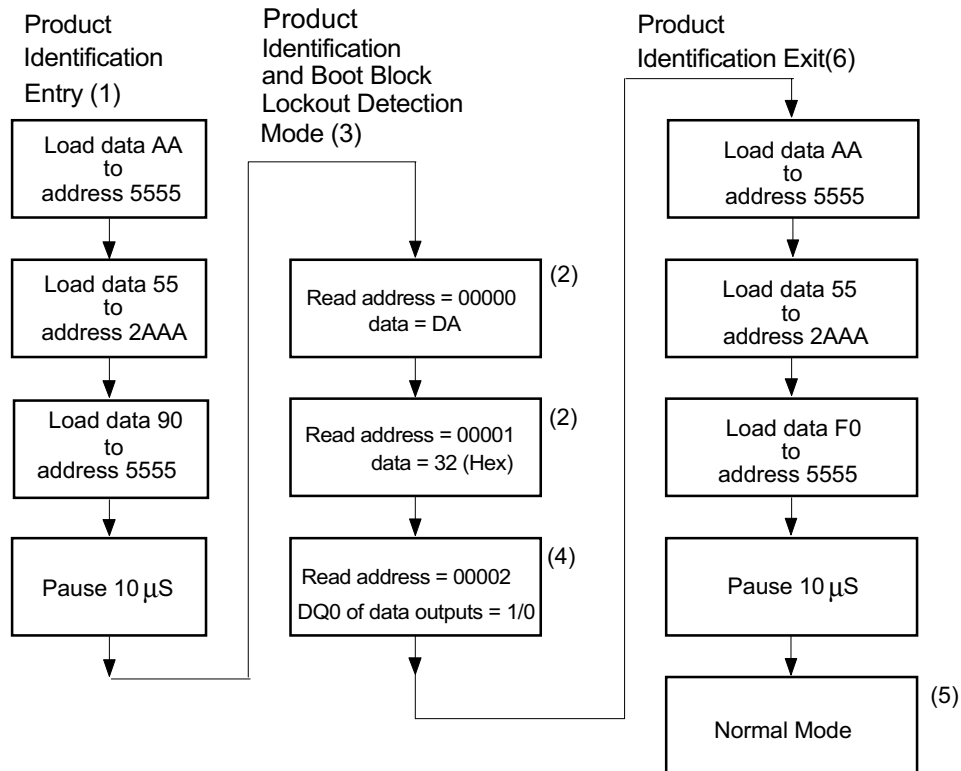 Product
Identification
Entry (1)
Load data AA
to
address 5555
Load data 55
to
address 2AAA
Load data 90
to
address 5555
Pause 10 μS
Product
Identification
and Boot Block
Lockout Detection
Mode (3)
(2)
Read address = 00000
data = DA
(2)
Read address = 00001
data = 32 (Hex)
(4)
Read address = 00002
DQ0 of data outputs = 1/0
Product
Identification Exit(6)
Load data AA
to
address 5555
Load data 55
to
address 2AAA
Load data F0
to
address 5555
Pause 10 μS
(5)
Normal Mode